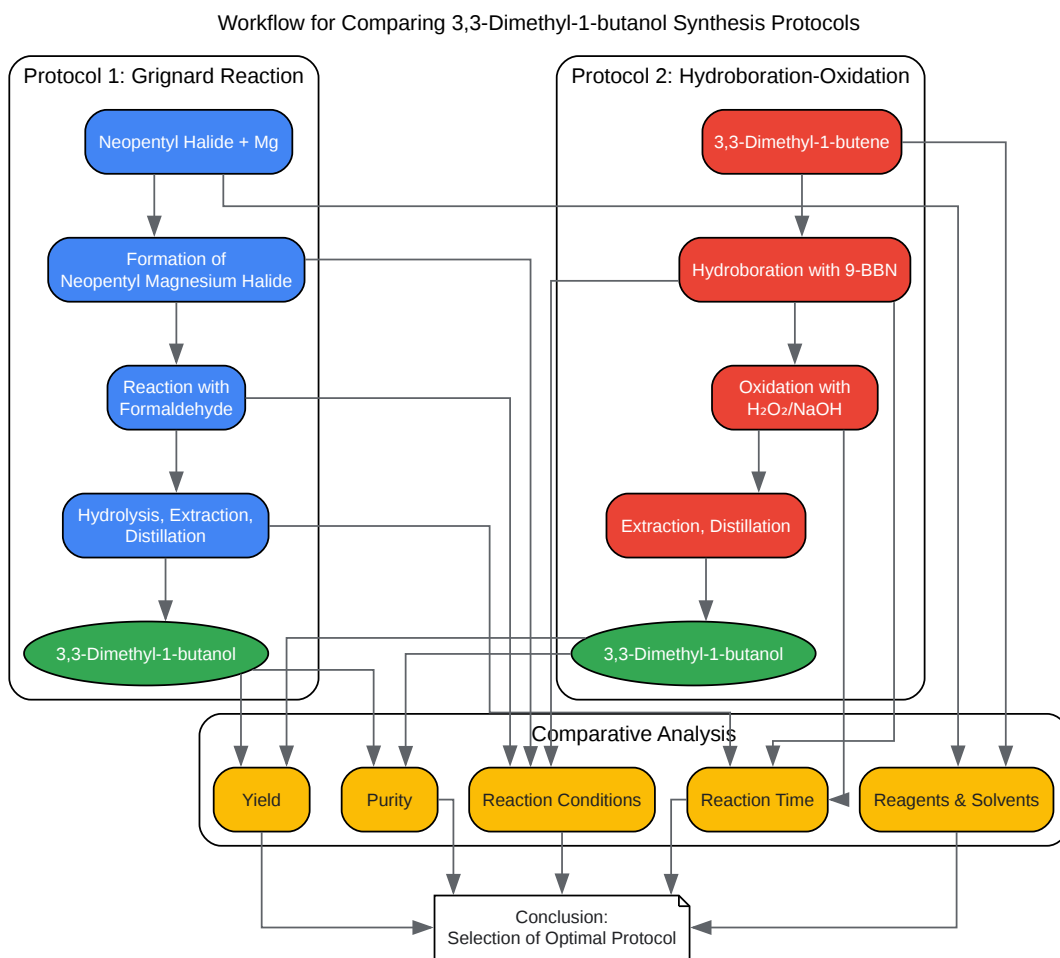 Workflow for Comparing 3,3-Dimethyl-1-butanol Synthesis Protocols
Protocol 1: Grignard Reaction
Neopentyl Halide + Mg
Formation of
Neopentyl Magnesium Halide
Reaction with
Formaldehyde
Hydrolysis, Extraction,
Distillation
3,3-Dimethyl-1-butanol
Protocol 2: Hydroboration-Oxidation
3,3-Dimethyl-1-butene
Hydroboration with 9-BBN
Oxidation with
H₂O₂/NaOH
Extraction, Distillation
3,3-Dimethyl-1-butanol
Comparative Analysis
Yield
Purity
Reaction Conditions
Reaction Time
Reagents & Solvents
Conclusion:
Selection of Optimal Protocol